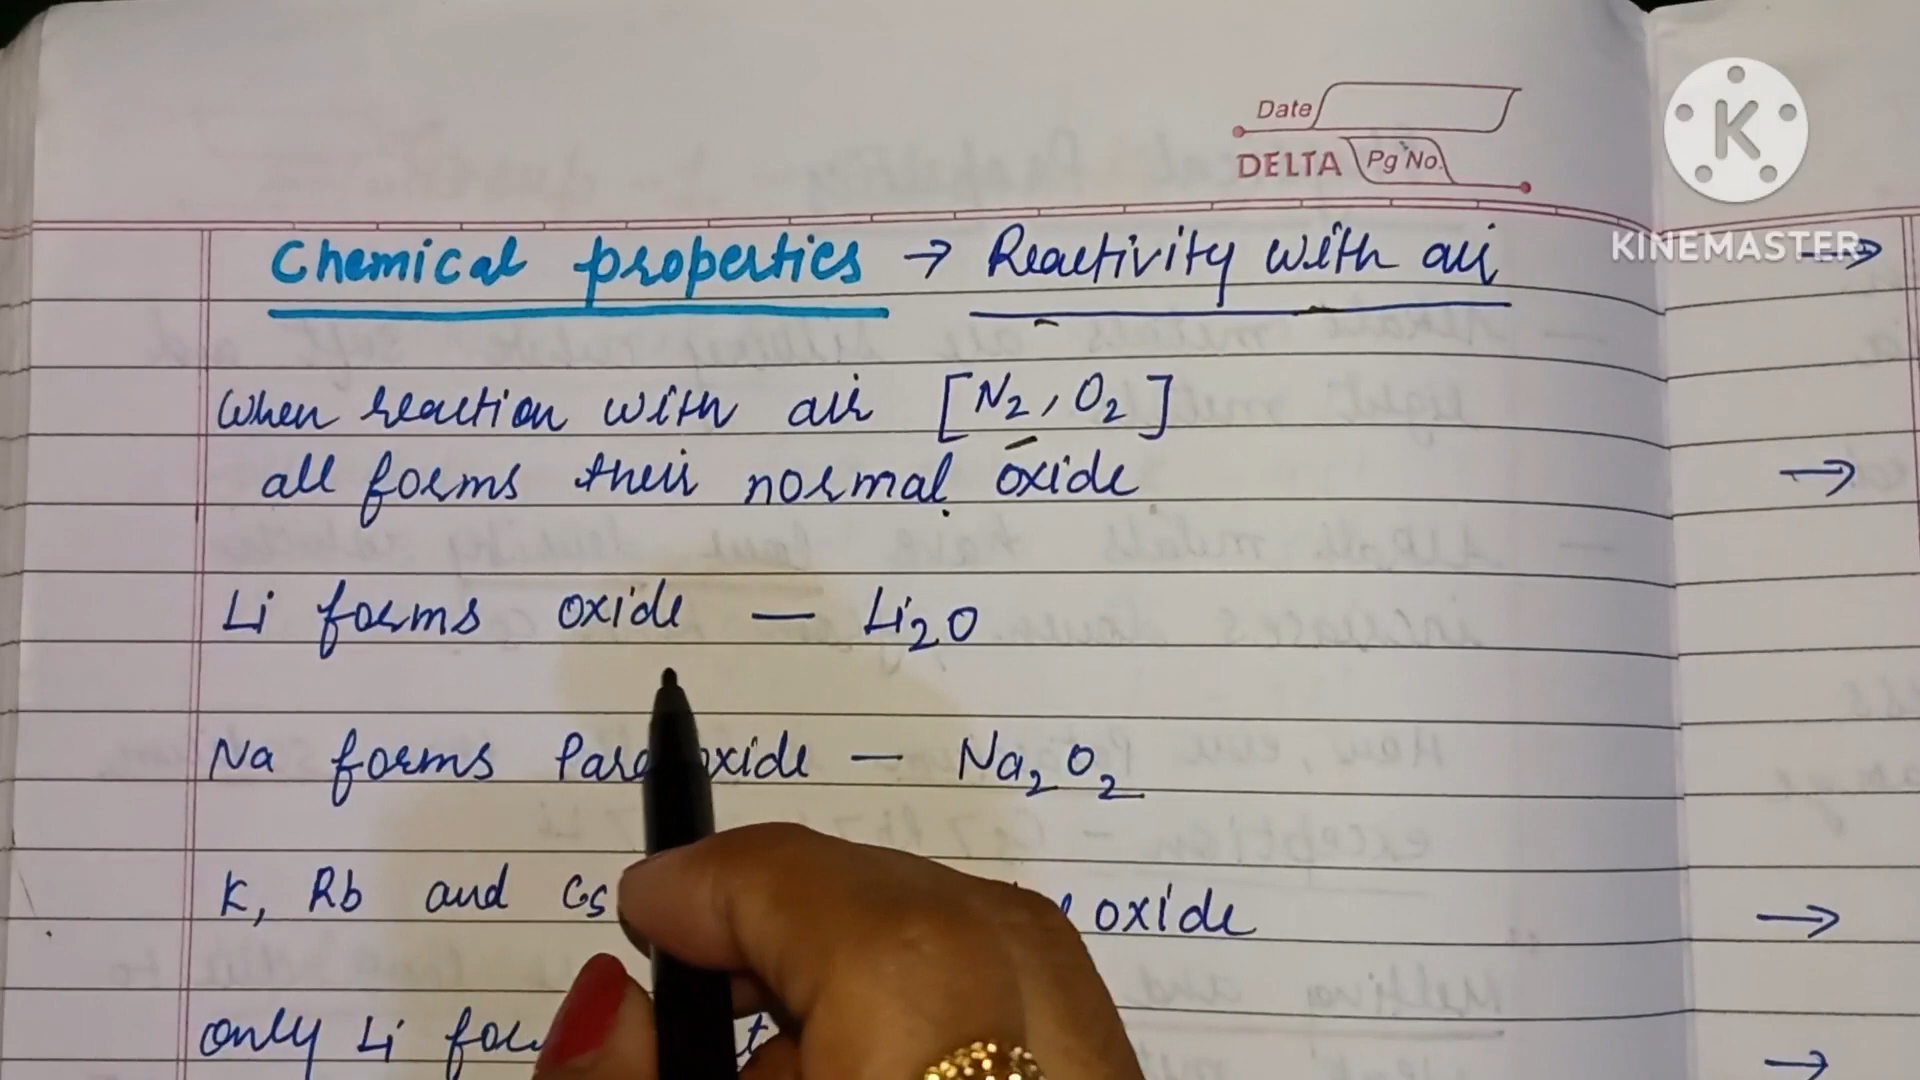 Date
DELTA Pg No.
K
KINEMASTER
Chemical properties → Reactivity with air
When reaction with air [N2, O2]
all forms their normal oxide
Li forms oxide — Li2O
Na forms oxide — Na2O2
K, Rb and Cs oxide
only Li